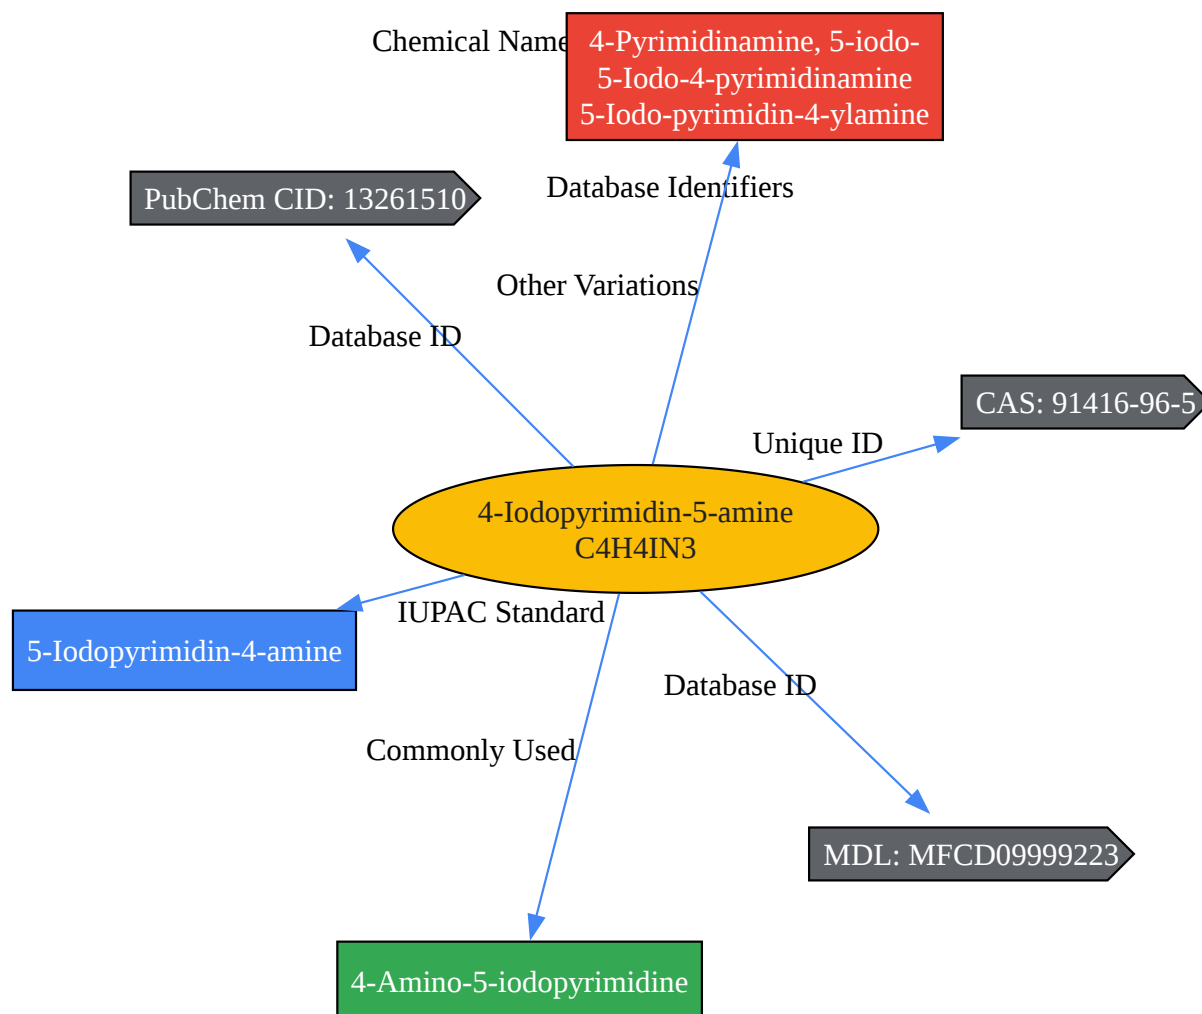 Chemical Name
4-Pyrimidinamine, 5-iodo-
5-Iodo-4-pyrimidinamine
5-Iodo-pyrimidin-4-ylamine
PubChem CID: 13261510
Database Identifiers
Other Variations
Database ID
CAS: 91416-96-5
Unique ID
4-Iodopyrimidin-5-amine
C4H4IN3
IUPAC Standard
5-Iodopyrimidin-4-amine
Database ID
Commonly Used
MDL: MFCD09999223
4-Amino-5-iodopyrimidine